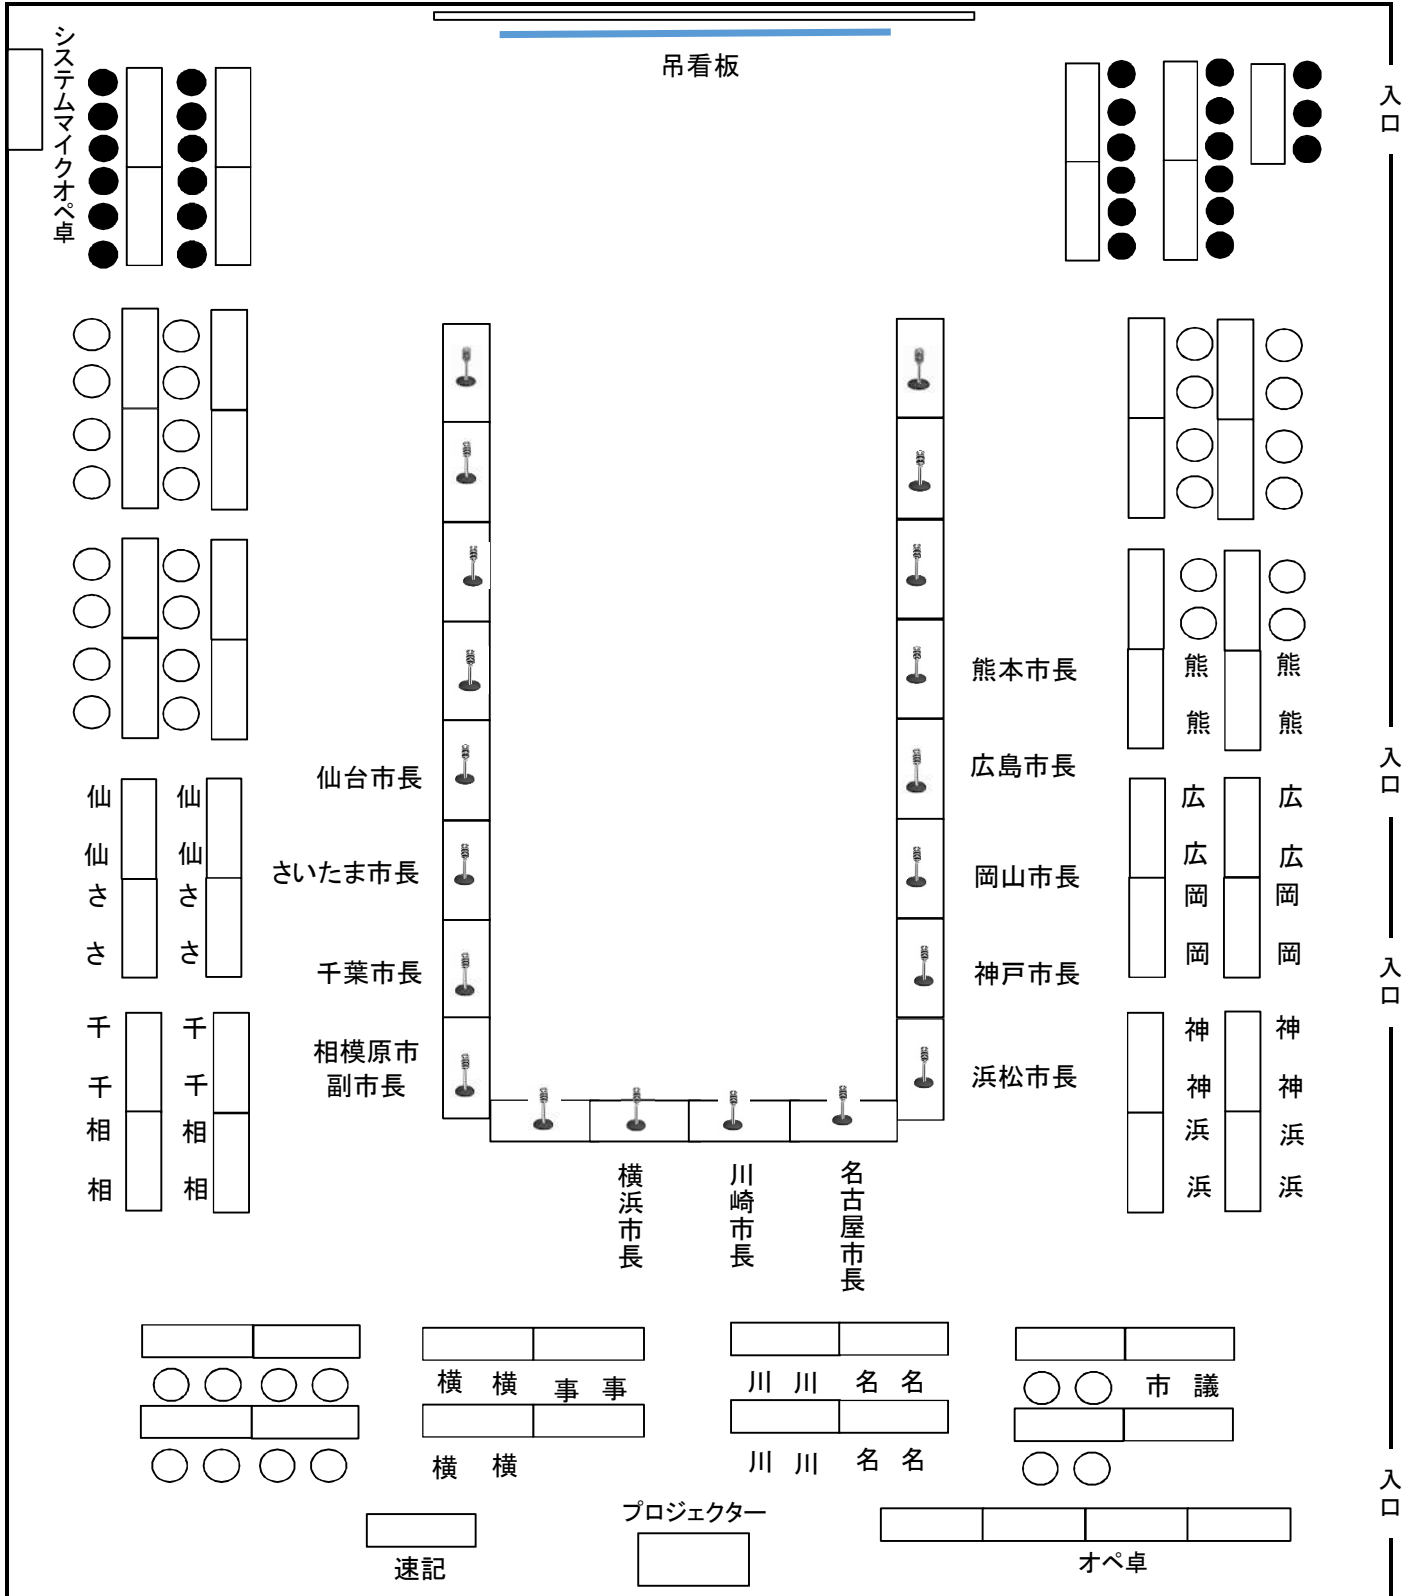 吊看板
システムマイクオペ卓
入口
熊本市長
熊 熊
熊 熊
広島市長
入口
仙台市長
仙 仙
仙 仙
広 広
広 広
さいたま市長
さ さ
さ さ
岡山市長
岡 岡
岡 岡
千葉市長
神戸市長
入口
千 千
千 千
神 神
神 神
相模原市
副市長
浜松市長
相 相
相 相
浜 浜
浜 浜
横浜市長
川崎市長
名古屋市長
横 横 事 事
川 川 名 名
市 議
横 横
川 川 名 名
入口
速記
プロジェクター
オペ卓